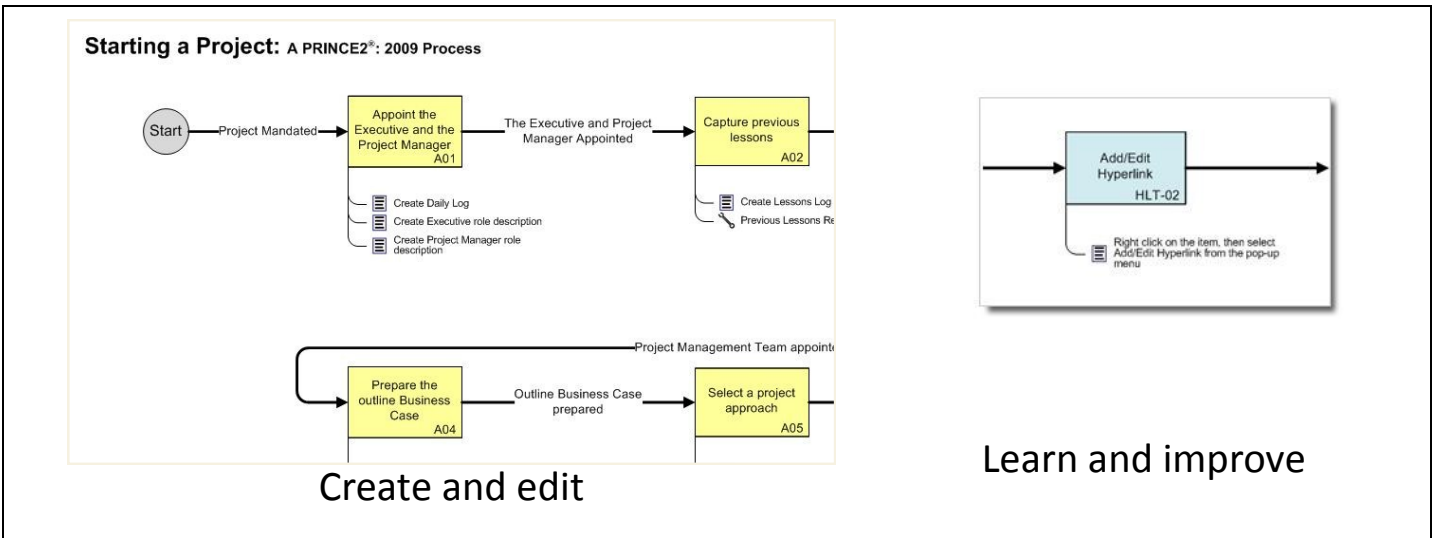 Starting a Project: A PRINCE2®: 2009 Process
Start
Project Mandated
Appoint the
Executive and the
Project Manager
A01
The Executive and Project
Manager Appointed
Capture previous
lessons
A02
Create Daily Log
Create Executive role description
Create Project Manager role
description
Create Lessons Log
Previous Lessons Re
Project Management Team appointe
Prepare the
outline Business
Case
A04
Outline Business Case
prepared
Select a project
approach
A05
Create and edit
Add/Edit
Hyperlink
HLT-02
Right click on the item, then select
Add/Edit Hyperlink from the pop-up
menu
Learn and improve